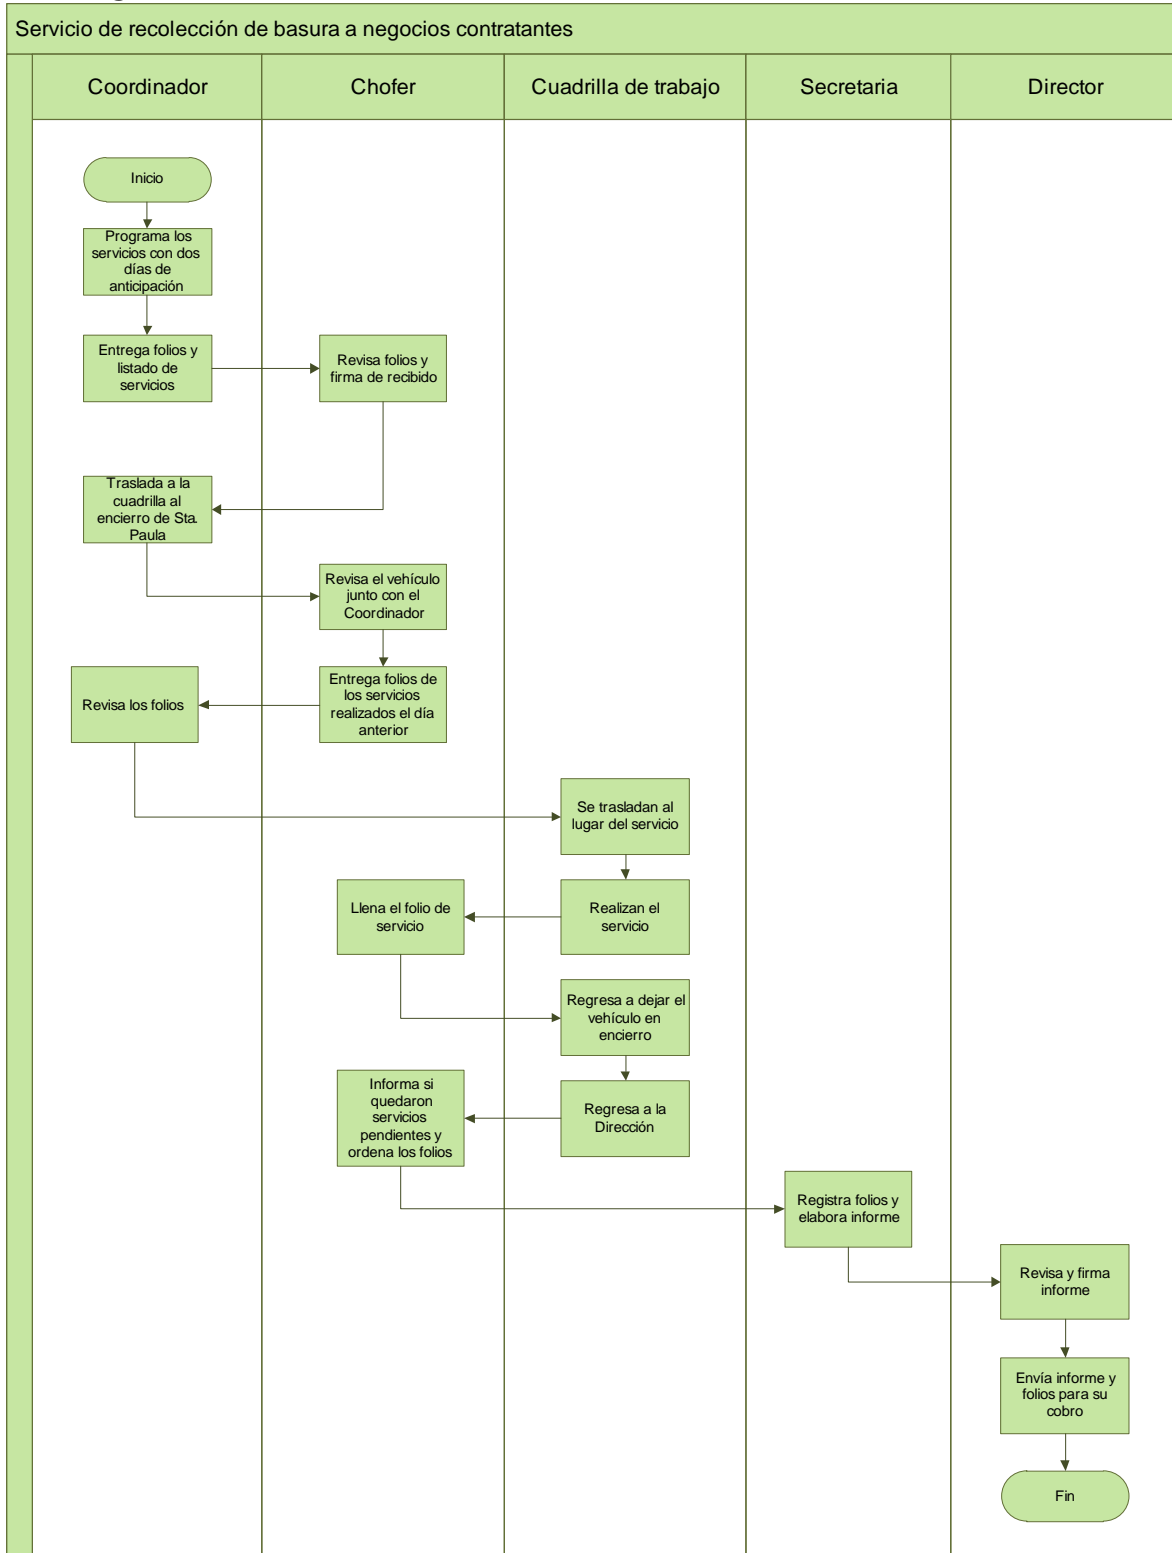 Servicio de recolección de basura a negocios contratantes
Coordinador
Chofer
Cuadrilla de trabajo
Secretaria
Director
Inicio
Programa los
servicios con dos
días de
anticipación
Entrega folios y
listado de
servicios
Revisa folios y
firma de recibido
Traslada a la
cuadrilla al
encierro de Sta.
Paula
Revisa el vehículo
junto con el
Coordinador
Entrega folios de
los servicios
realizados el día
anterior
Revisa los folios
Se trasladan al
lugar del servicio
Realizan el
servicio
Llena el folio de
servicio
Regresa a dejar el
vehículo en
encierro
Regresa a la
Dirección
Informa si
quedaron
servicios
pendientes y
ordena los folios
Registra folios y
elabora informe
Revisa y firma
informe
Envía informe y
folios para su
cobro
Fin